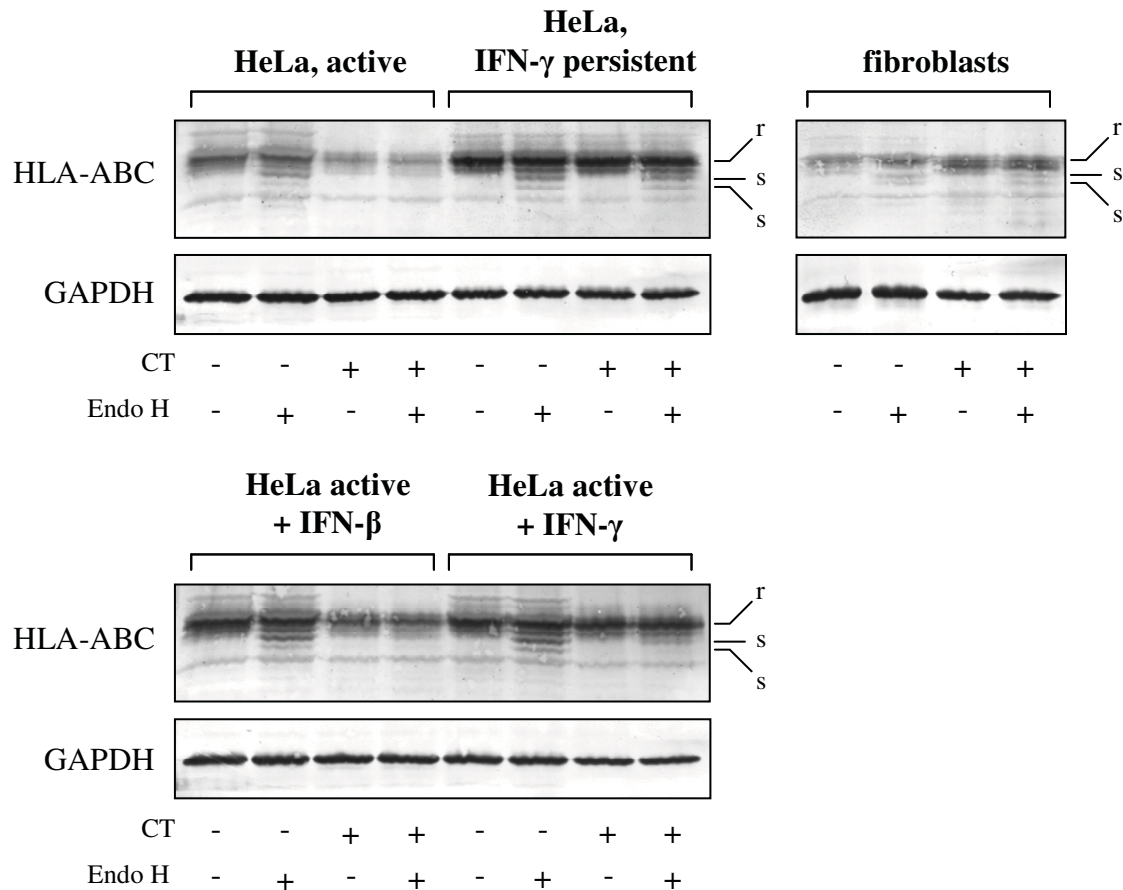 HeLa, active
HeLa,
IFN-γ persistent
fibroblasts
HLA-ABC
r
s
s
r
s
s
GAPDH
CT - - + + - - + + - - + +
Endo H - + - + - + - + - + - +
HeLa active
+ IFN-β
HeLa active
+ IFN-γ
HLA-ABC
r
s
s
GAPDH
CT - - + + - - + +
Endo H - + - + - + - +